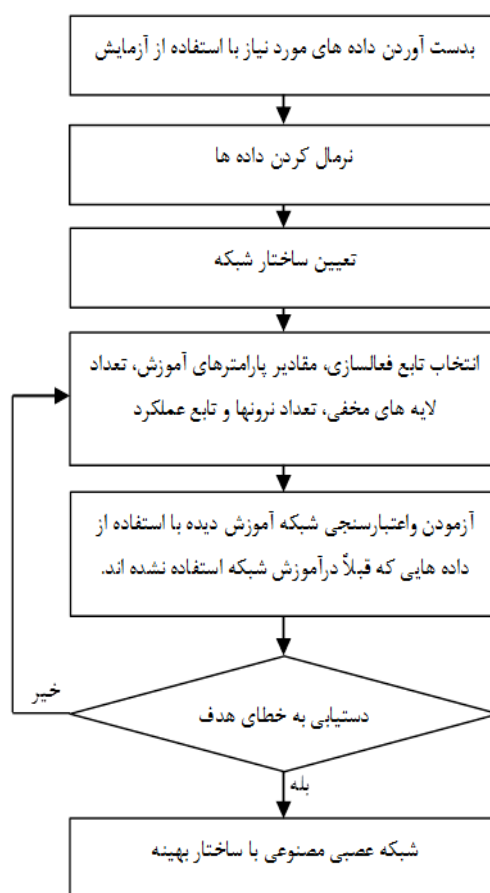 بدست آوردن داده های مورد نیاز با استفاده از آزمایش
نرمال کردن داده ها
تعیین ساختار شبکه
انتخاب تابع فعالسازی، مقادیر پارامترهای آموزش، تعداد
لایه های مخفی، تعداد نرونها و تابع عملکرد
آزمودن واعتبارسنجی شبکه آموزش دیده با استفاده از
داده هایی که قبلاً درآموزش شبکه استفاده نشده اند.
دستیابی به خطای هدف
خیر
بله
شبکه عصبی مصنوعی با ساختار بهینه